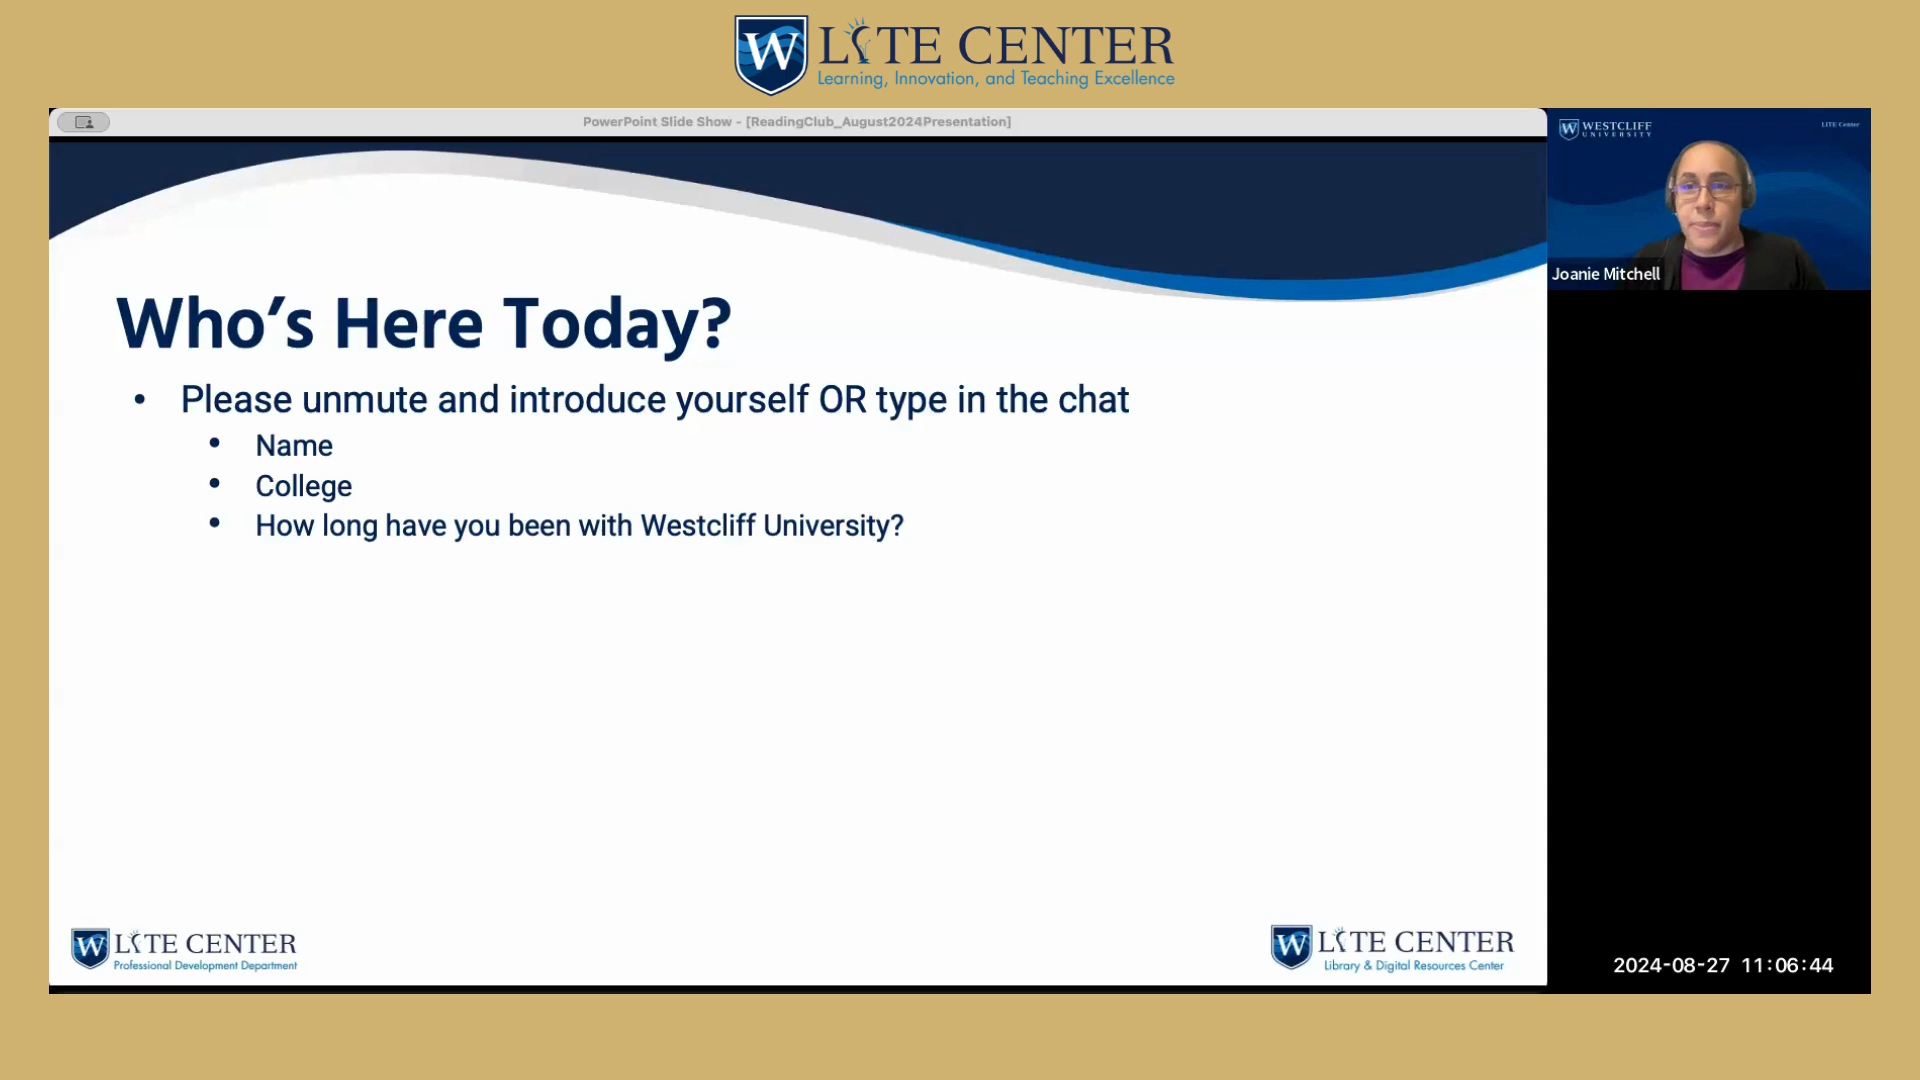 W LITE CENTER
Learning, Innovation, and Teaching Excellence
PowerPoint Slide Show - [ReadingClub_August2024Presentation]
W WESTCLIFF
UNIVERSITY
LITE Center
Joanie Mitchell
Who's Here Today?
• Please unmute and introduce yourself OR type in the chat
• Name
• College
• How long have you been with Westcliff University?
W LITE CENTER
Professional Development Department
W LITE CENTER
Library & Digital Resources Center
2024-08-27 11:06:44